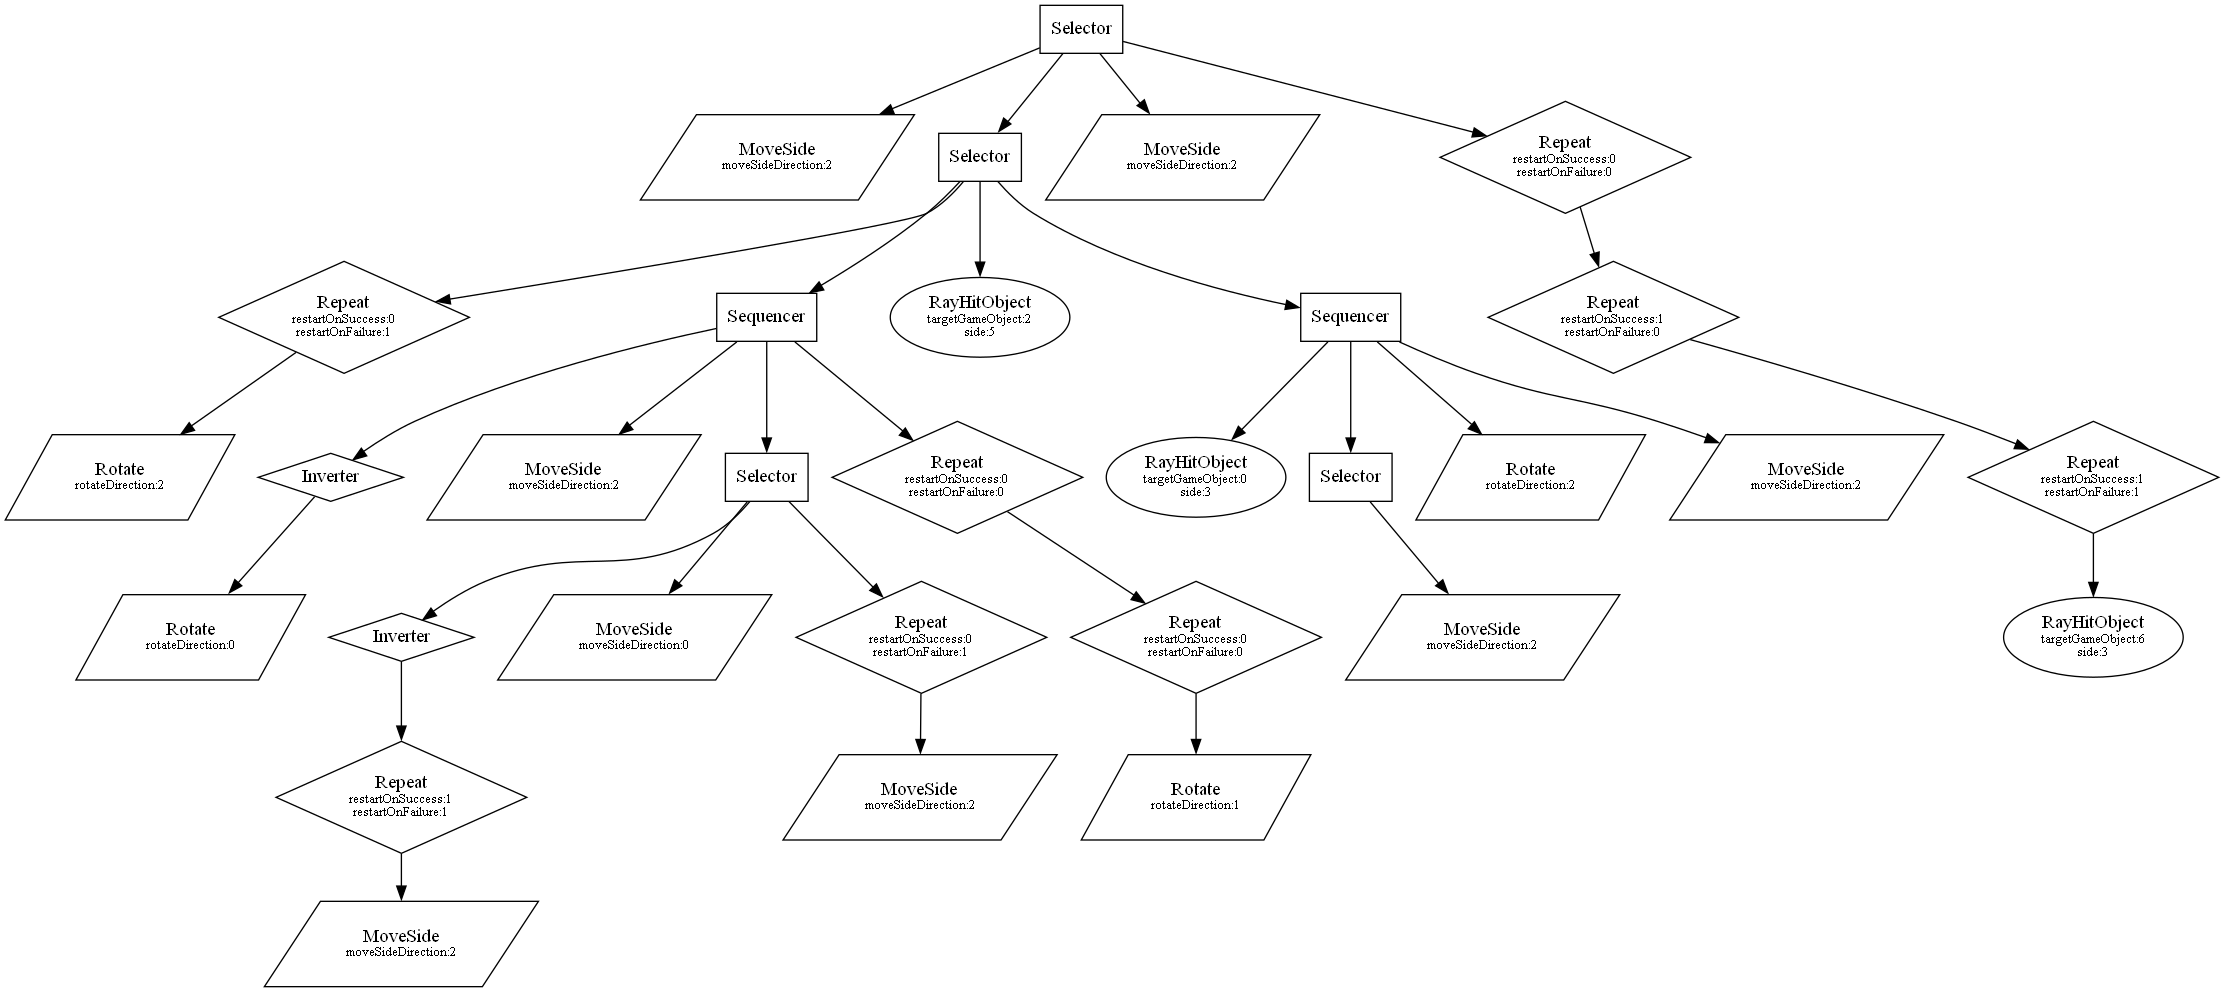 Selector
MoveSide
moveSideDirection:2
Selector
MoveSide
moveSideDirection:2
Repeat
restartOnSuccess:0
restartOnFailure:0
Repeat
restartOnSuccess:0
restartOnFailure:1
Sequencer
RayHitObject
targetGameObject:2
side:5
Sequencer
Repeat
restartOnSuccess:1
restartOnFailure:0
Rotate
rotateDirection:2
Inverter
MoveSide
moveSideDirection:2
Selector
Repeat
restartOnSuccess:0
restartOnFailure:0
RayHitObject
targetGameObject:0
side:3
Selector
Rotate
rotateDirection:2
MoveSide
moveSideDirection:2
Repeat
restartOnSuccess:1
restartOnFailure:1
Rotate
rotateDirection:0
Inverter
MoveSide
moveSideDirection:0
Repeat
restartOnSuccess:0
restartOnFailure:1
Repeat
restartOnSuccess:0
restartOnFailure:0
MoveSide
moveSideDirection:2
RayHitObject
targetGameObject:6
side:3
Repeat
restartOnSuccess:1
restartOnFailure:1
MoveSide
moveSideDirection:2
Rotate
rotateDirection:1
MoveSide
moveSideDirection:2